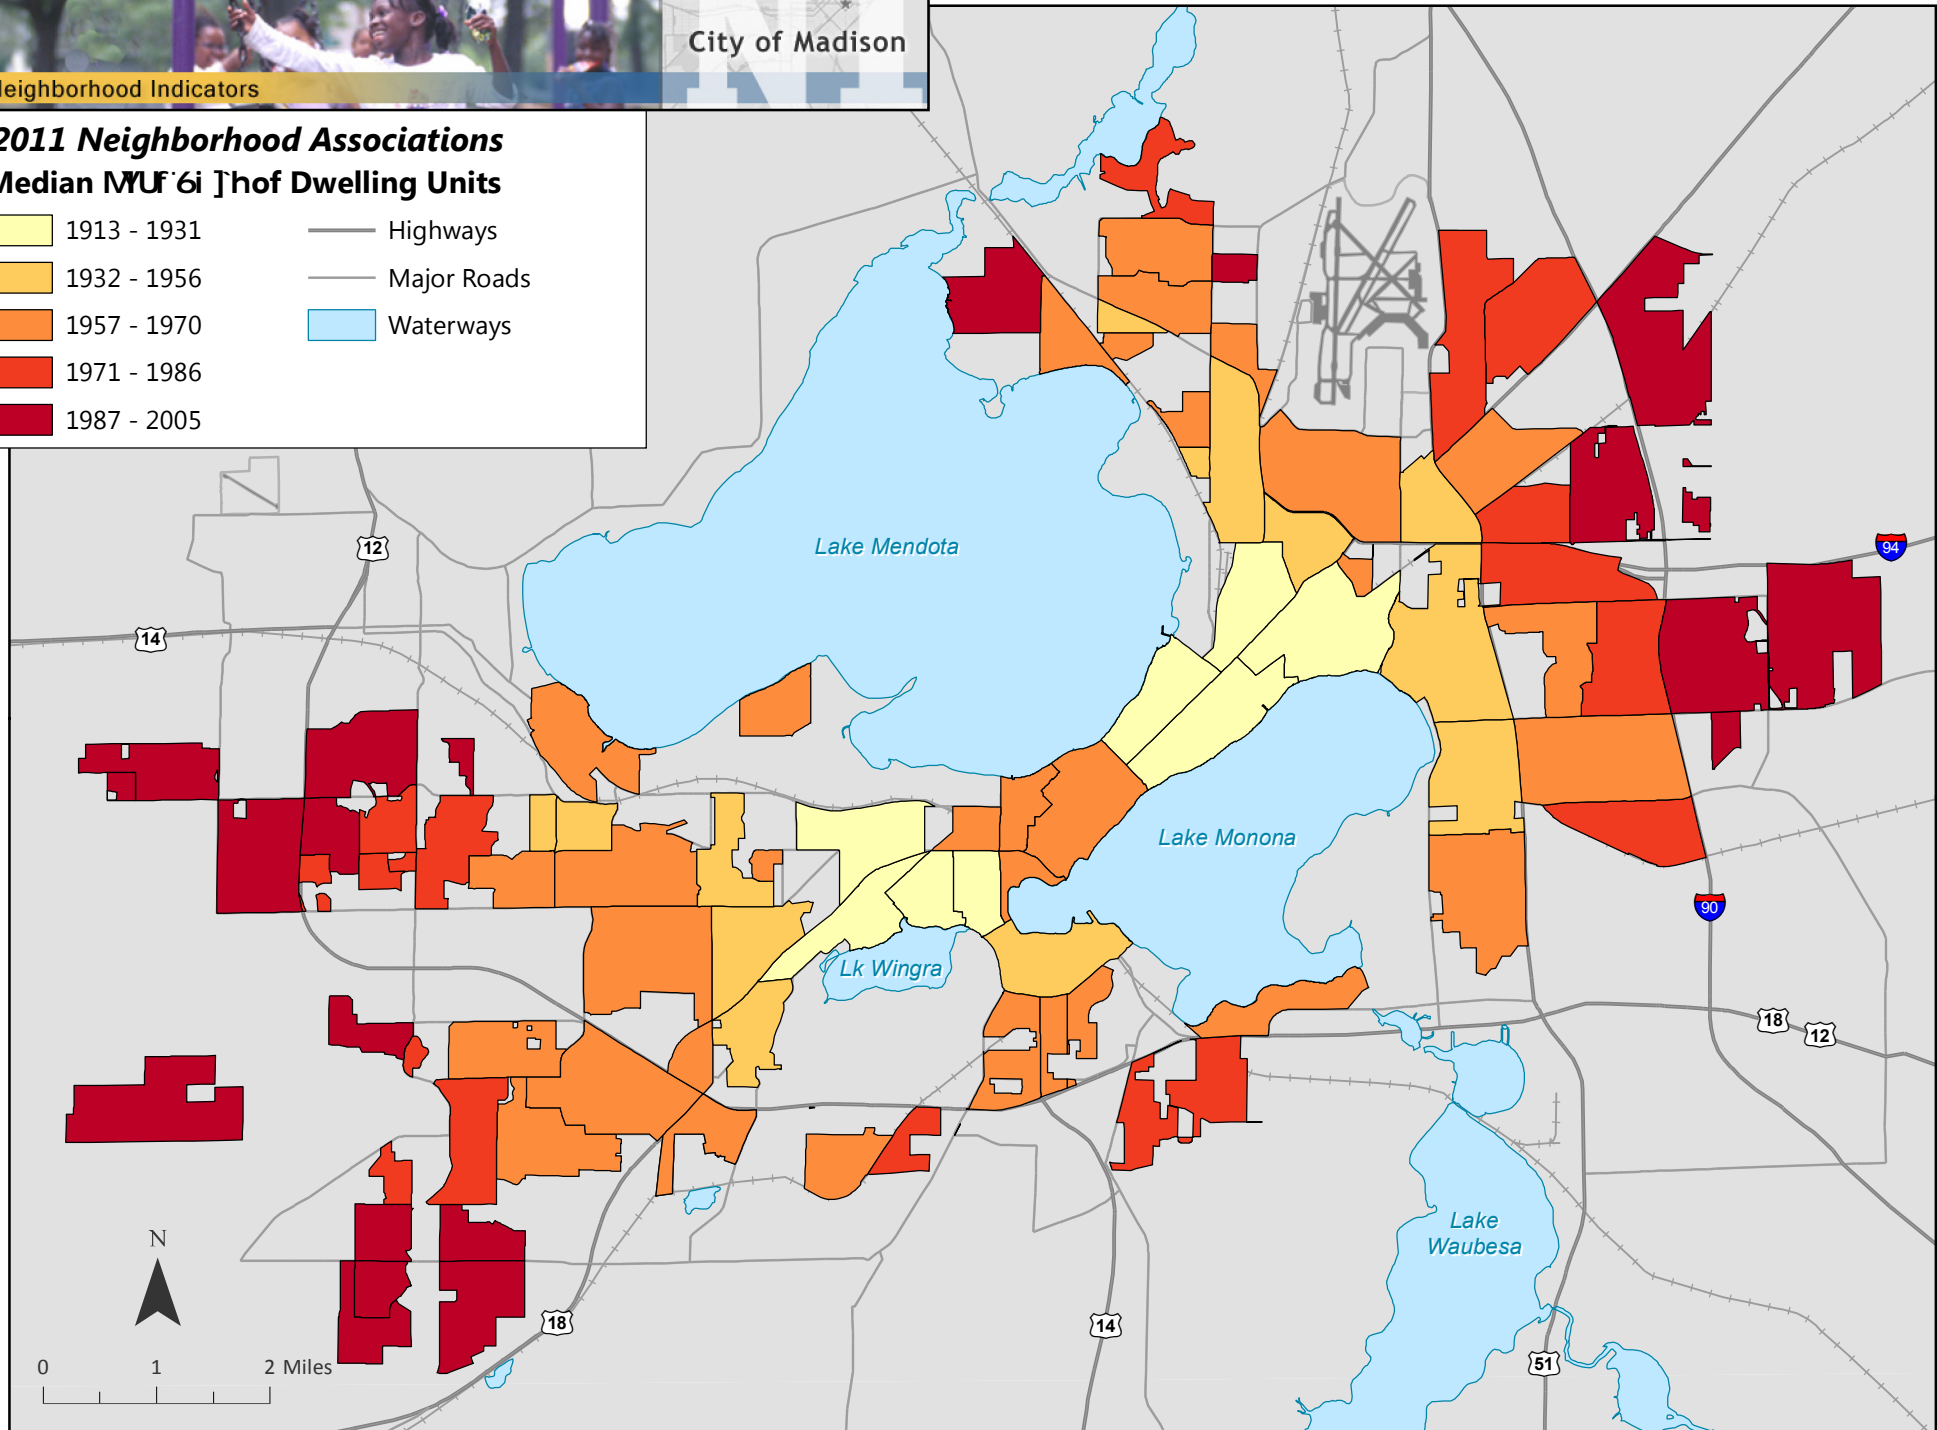 City of Madison
Neighborhood Indicators
2011 Neighborhood Associations
Median of Dwelling Units
1913 - 1931
Highways
1932 - 1956
Major Roads
1957 - 1970
Waterways
1971 - 1986
1987 - 2005
Lake Mendota
12
94
14
Lake Monona
90
Lk Wingra
18
12
Lake
Waubesa
N
18
14
51
0 1 2 Miles